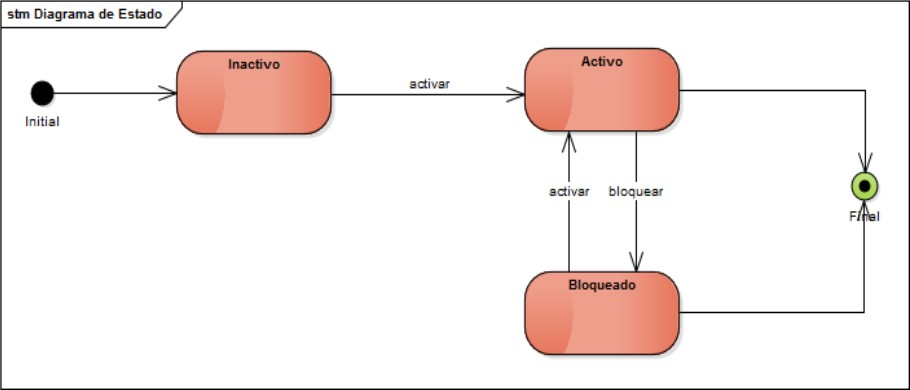 stm Diagrama de Estado
Inactivo
Activo
activar
Initial
activar
bloquear
Final
Bloqueado